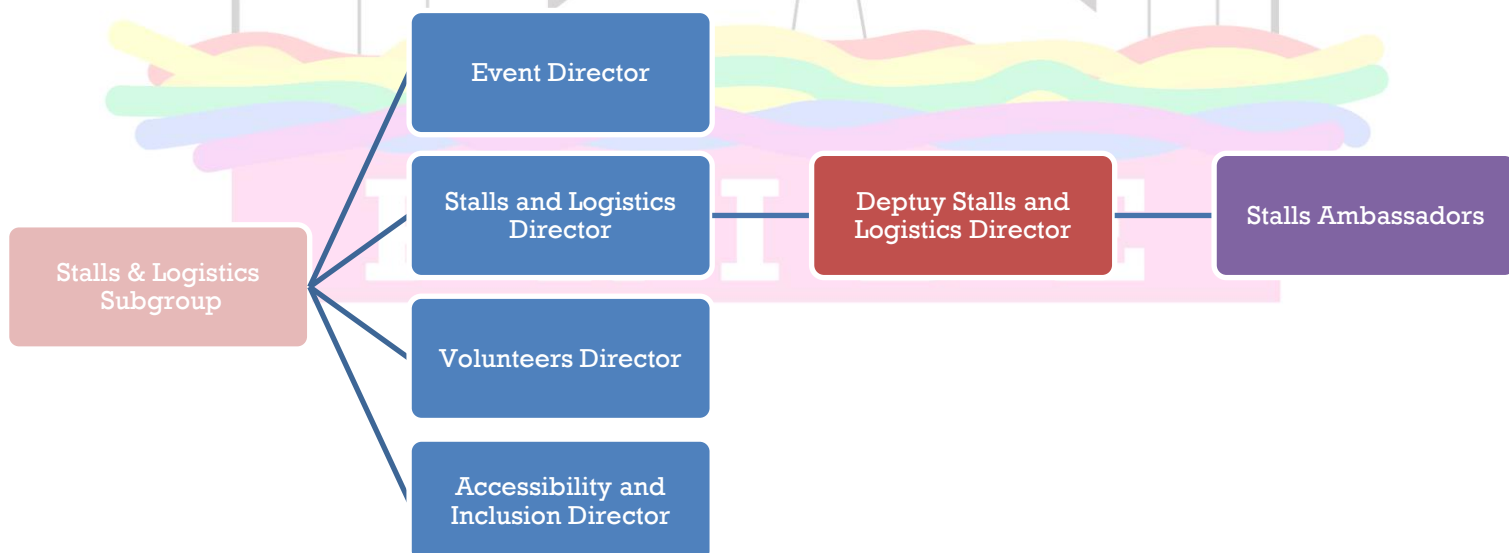 Event Director
Stalls and Logistics
Director
Deptuy Stalls and
Logistics Director
Stalls Ambassadors
Stalls & Logistics
Subgroup
Volunteers Director
Accessibility and
Inclusion Director